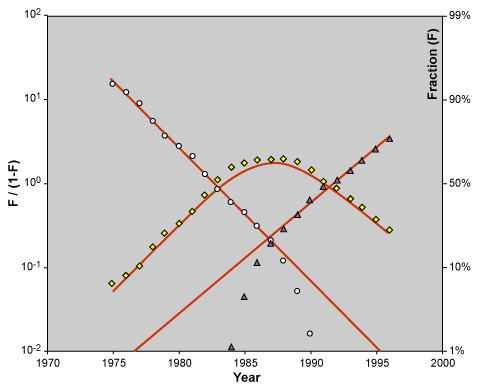 10² 99%
10¹ 90%
10⁰ 50%
10⁻¹ 10%
10⁻² 1%
F / (1-F)
Fraction (F)
1970 1975 1980 1985 1990 1995 2000
Year